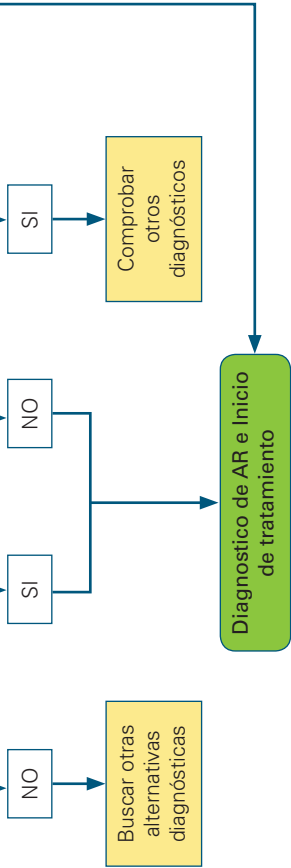 NO
SI
NO
SI
Buscar otras
alternativas
diagnósticas
Comprobar
otros
diagnósticos
Diagnostico de AR e Inicio
de tratamiento